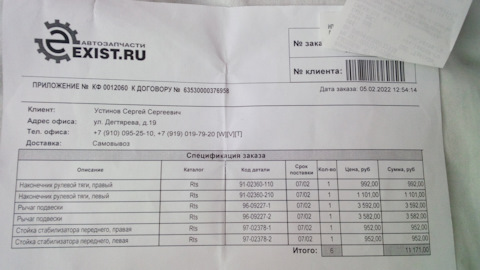 АВТОЗАПЧАСТИ
EXIST.RU
№ зака
№ клиента:
ПРИЛОЖЕНИЕ № КФ 0012060 К ДОГОВОРУ № 63530000376956
Дата заказа: 05.02.2022 12:54:14
Клиент: Устинов Сергей Сергеевич
Адрес офиса: ул. Дегтярева, д.19
Тел. офиса: +7 (910) 095-25-10, +7 (919) 019-79-20 [W][V][T]
Доставка: Самовывоз
Спецификация заказа
Описание Каталог Код детали Срок поставки Кол-во Цена, руб Сумма, руб
Наконечник рулевой тяги, правый Rts 91-02360-110 07/02 1 992,00 992,00
Наконечник рулевой тяги, левый Rts 91-02360-210 07/02 1 1 101,00 1 101,00
Рычаг подвески Rts 96-09227-1 07/02 1 3 592,00 3 592,00
Рычаг подвески Rts 96-09227-2 07/02 1 3 582,00 3 582,00
Стойка стабилизатора переднего, правая Rts 97-02378-1 07/02 1 952,00 952,00
Стойка стабилизатора переднего, левая Rts 97-02378-2 07/02 1 952,00 952,00
Итого: 6 11 171,00